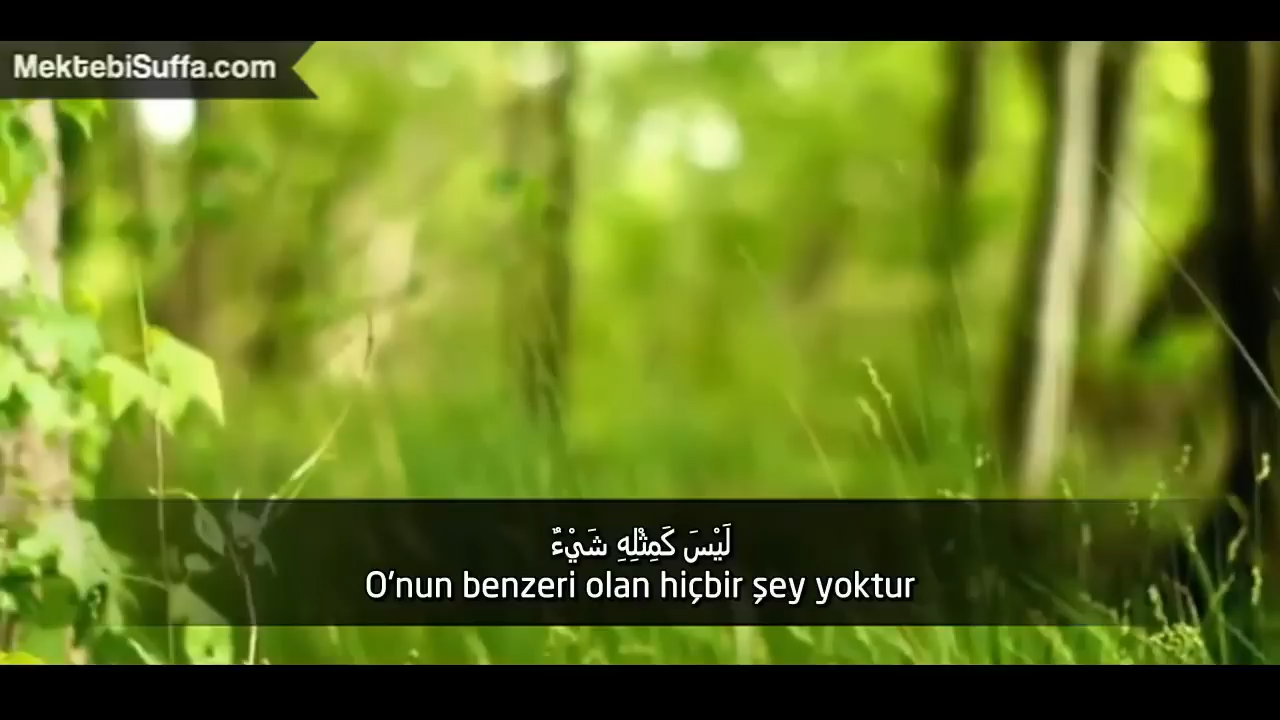 MektebiSuffa.com
لَيْسَ كَمِثْلِهِ شَيْءٌ
O'nun benzeri olan hiçbir şey yoktur